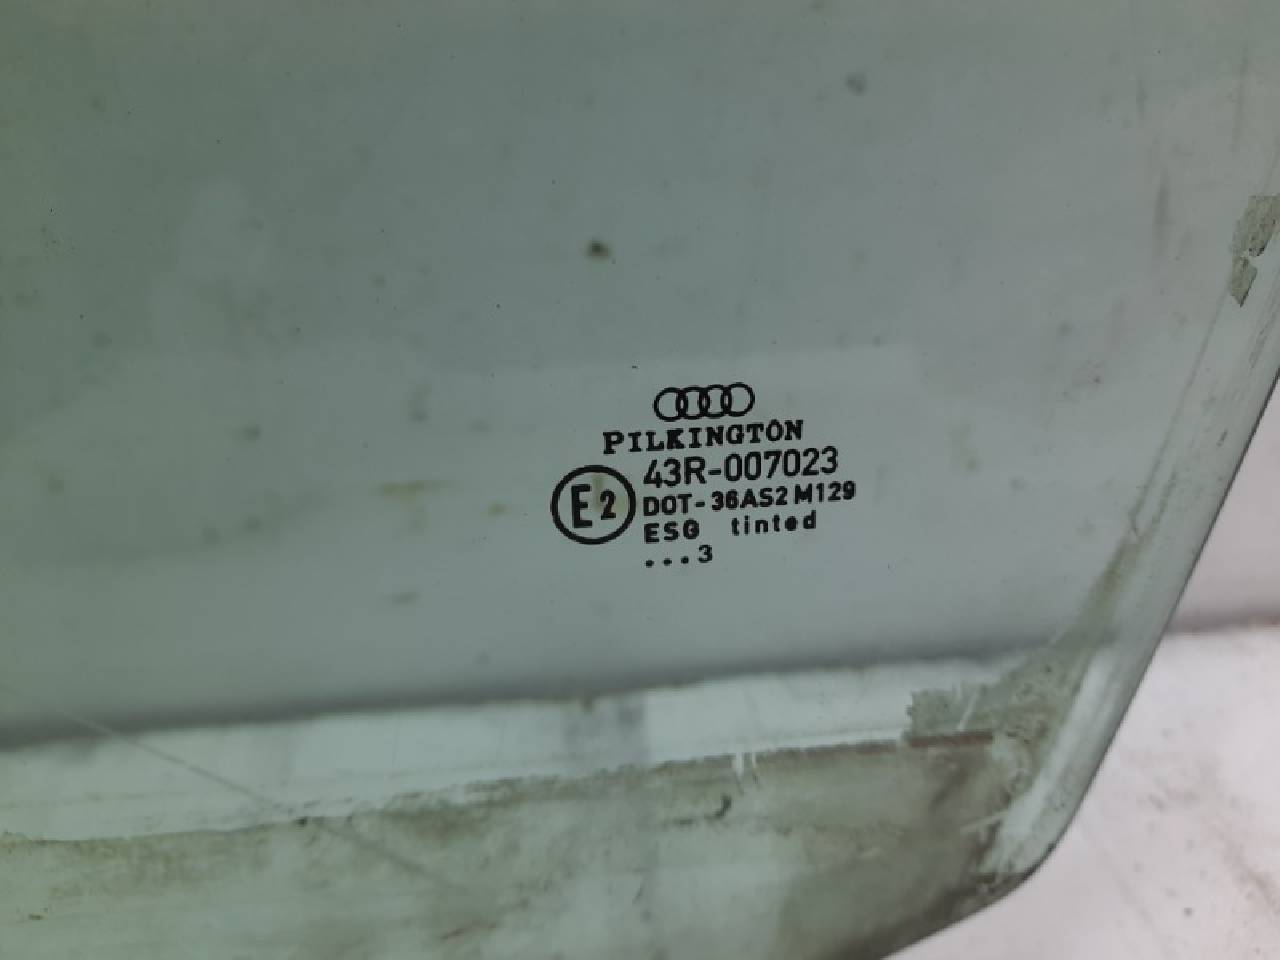 PILKINGTON
43R-007023
E2 DOT-36AS2 M129
ESG tinted
...3